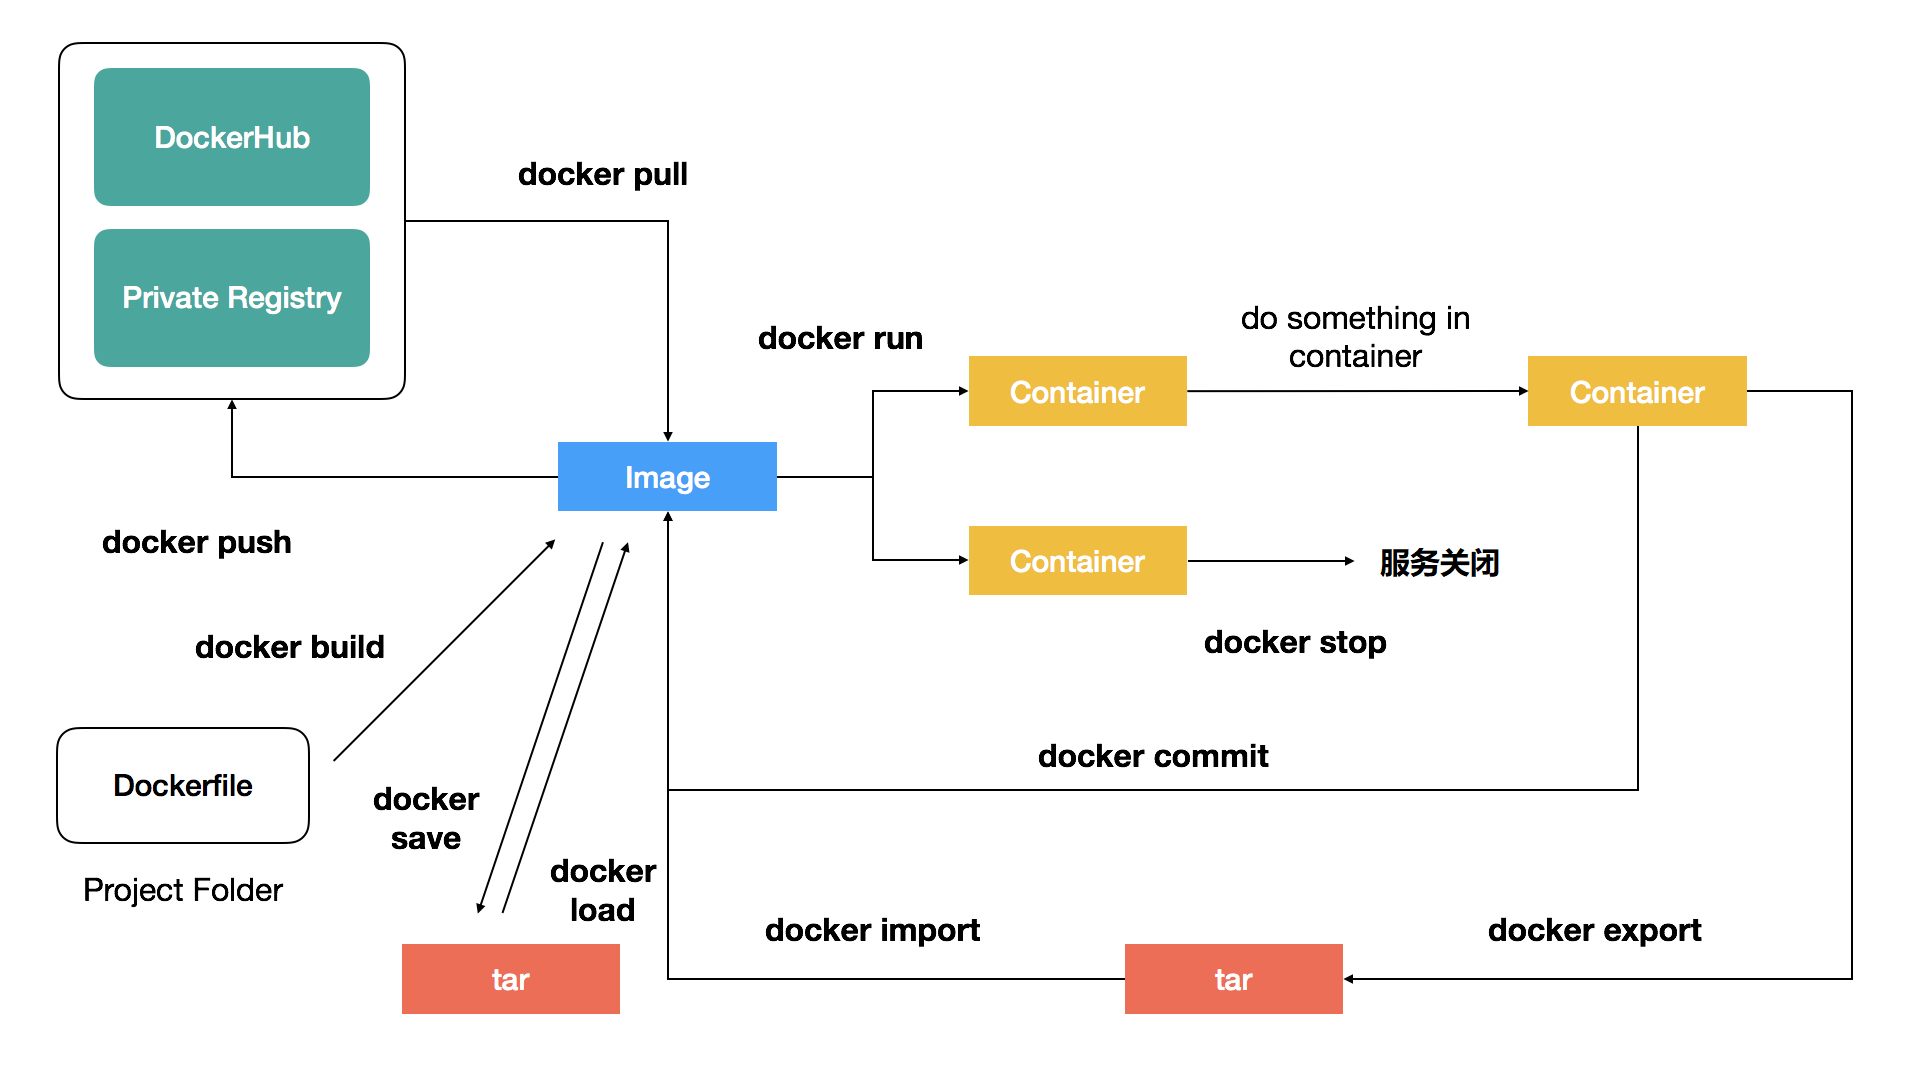 DockerHub
docker pull
Private Registry
docker run
do something in
container
Container
Container
Image
docker push
Container
服务关闭
docker build
docker stop
docker commit
Dockerfile
docker
save
docker
load
Project Folder
docker import
docker export
tar
tar